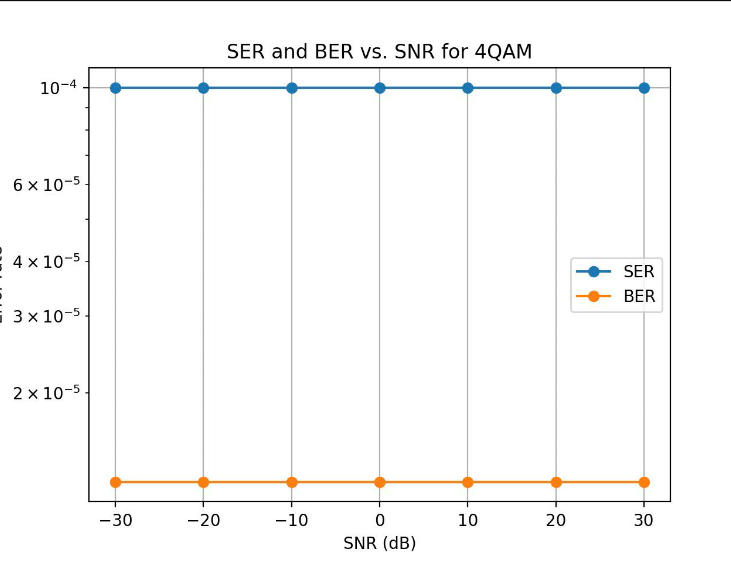 SER and BER vs. SNR for 4QAM
10⁻⁴
6 × 10⁻⁵
4 × 10⁻⁵
3 × 10⁻⁵
2 × 10⁻⁵
SER
BER
−30 −20 −10 0 10 20 30
SNR (dB)